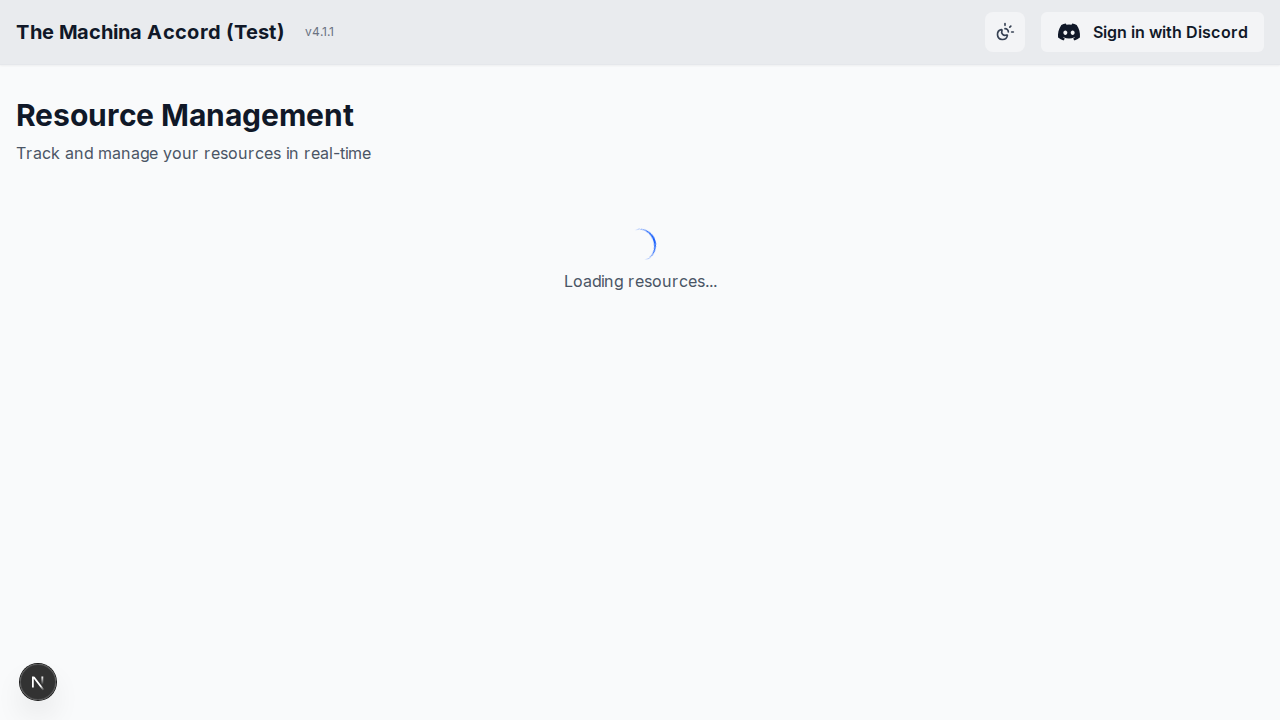 The Machina Accord (Test) v4.1.1
Sign in with Discord
Resource Management
Track and manage your resources in real-time
Loading resources...
N